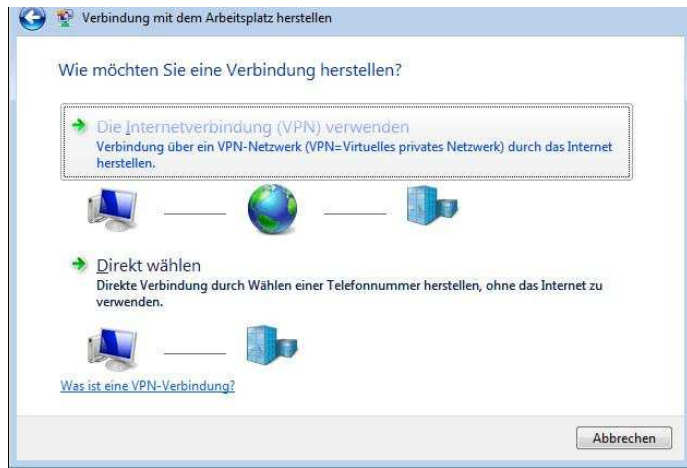 Verbindung mit dem Arbeitsplatz herstellen
Wie möchten Sie eine Verbindung herstellen?
Die Internetverbindung (VPN) verwenden
Verbindung über ein VPN-Netzwerk (VPN=Virtuelles privates Netzwerk) durch das Internet
herstellen.
Direkt wählen
Direkte Verbindung durch Wählen einer Telefonnummer herstellen, ohne das Internet zu
verwenden.
Was ist eine VPN-Verbindung?
Abbrechen